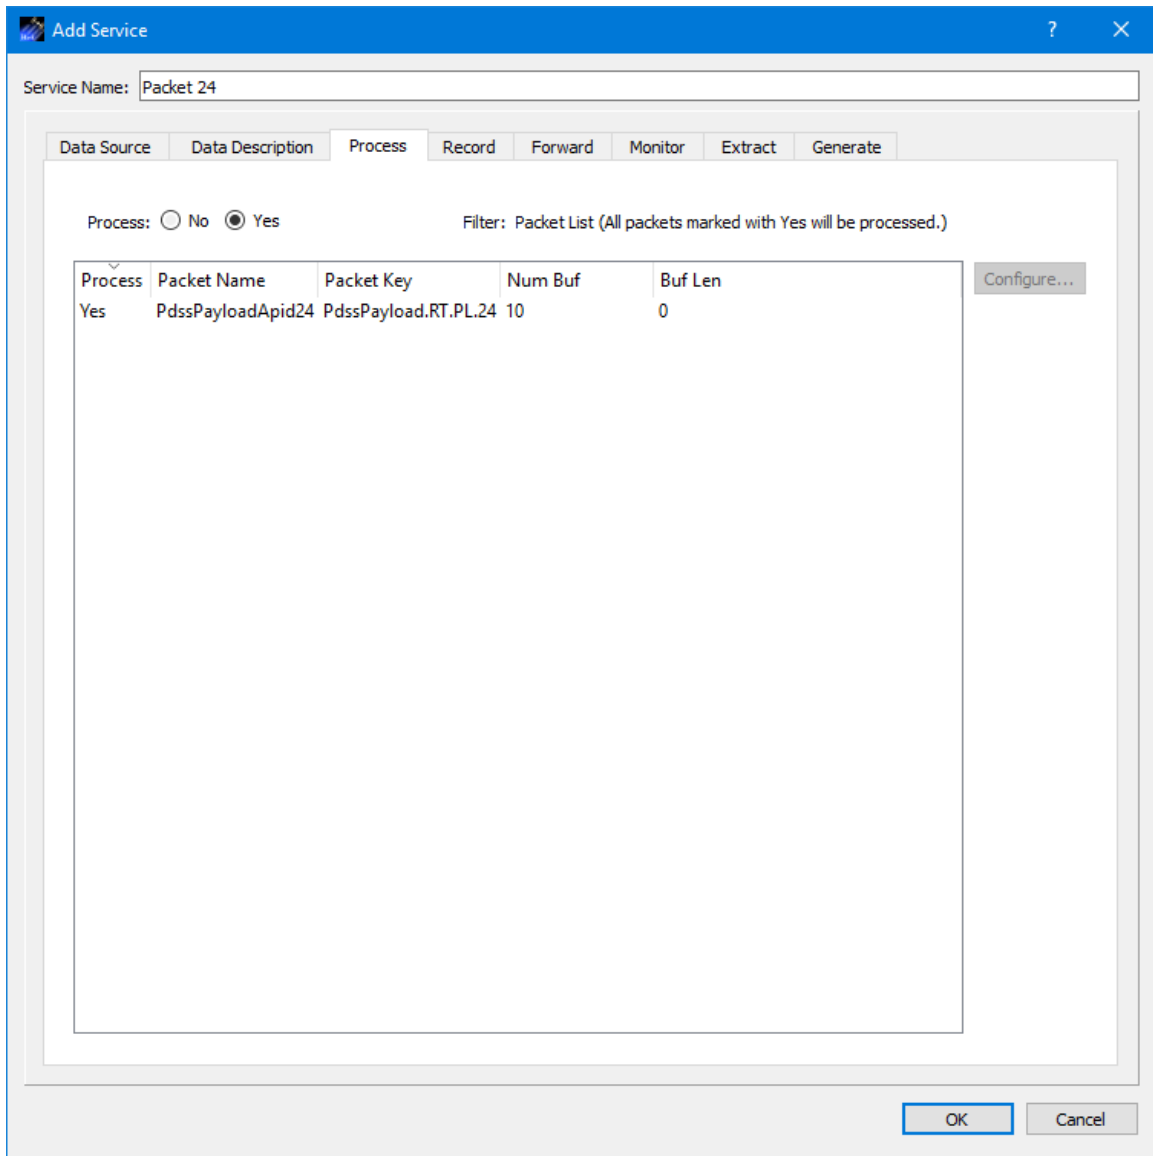 Add Service
Service Name: Packet 24
Data Source Data Description Process Record Forward Monitor Extract Generate
Process: No Yes Filter: Packet List (All packets marked with Yes will be processed.)
Process Packet Name Packet Key Num Buf Buf Len Configure...
Yes PdssPayloadApid24 PdssPayload.RT.PL.24 10 0
OK Cancel